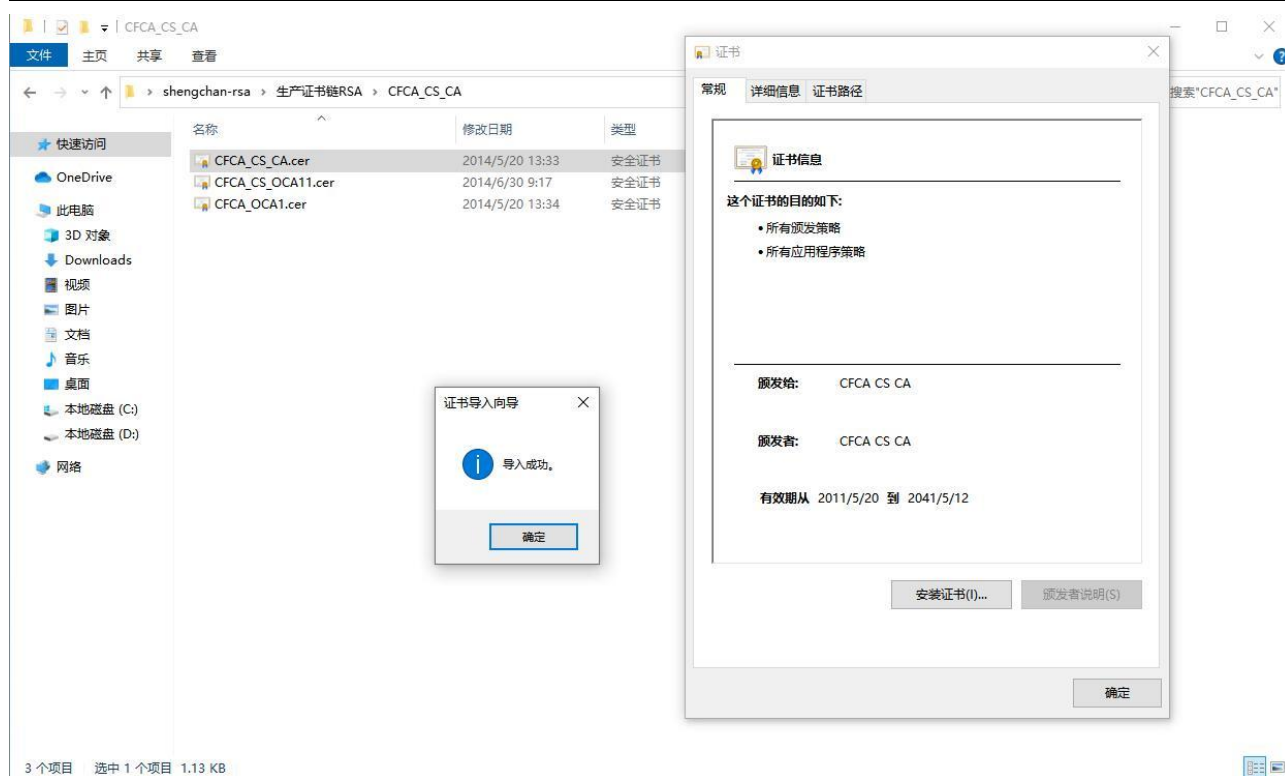 CFCA_CS_CA
文件 主页 共享 查看
shengchan-rsa › 生产证书链RSA › CFCA_CS_CA
搜索"CFCA_CS_CA"
名称 修改日期 类型
CFCA_CS_CA.cer 2014/5/20 13:33 安全证书
CFCA_CS_OCA11.cer 2014/6/30 9:17 安全证书
CFCA_OCA1.cer 2014/5/20 13:34 安全证书
快速访问
OneDrive
此电脑
3D 对象
Downloads
视频
图片
文档
音乐
桌面
本地磁盘 (C:)
本地磁盘 (D:)
网络
证书导入向导
导入成功。
确定
证书
常规 详细信息 证书路径
证书信息
这个证书的目的如下:
• 所有颁发策略
• 所有应用程序策略
颁发给: CFCA CS CA
颁发者: CFCA CS CA
有效期从 2011/5/20 到 2041/5/12
安装证书(I)... 颁发者说明(S)
确定
3 个项目 选中 1 个项目 1.13 KB